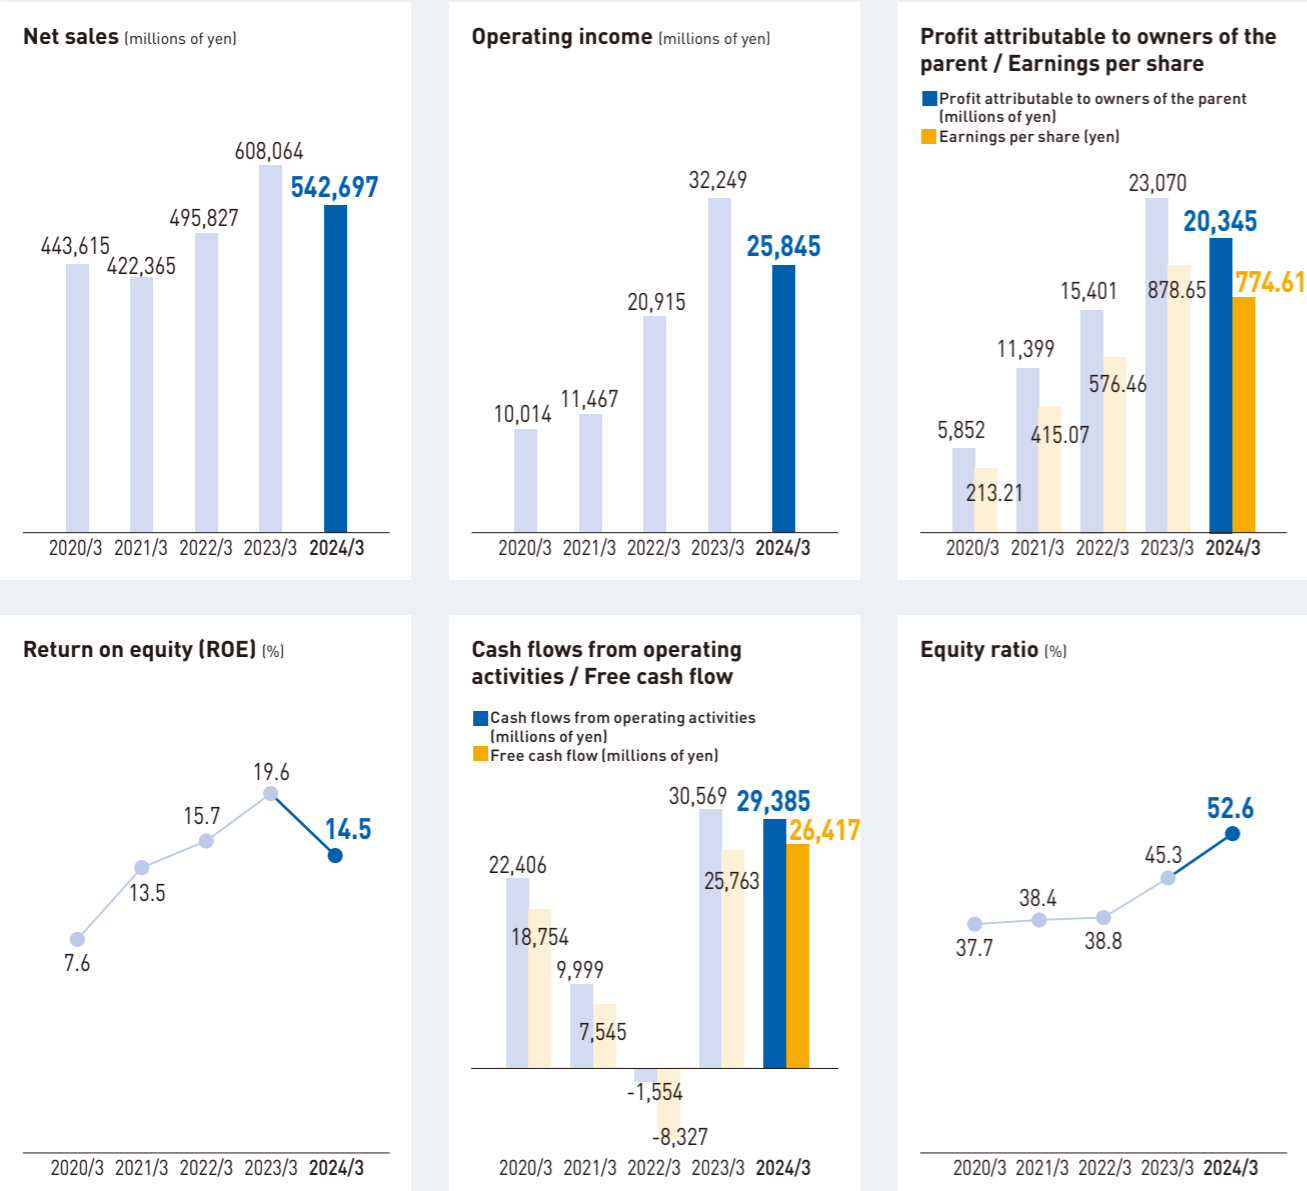 Net sales (millions of yen)
608,064
542,697
495,827
443,615
422,365
2020/3 2021/3 2022/3 2023/3 2024/3
Operating income (millions of yen)
32,249
25,845
20,915
11,467
10,014
2020/3 2021/3 2022/3 2023/3 2024/3
Profit attributable to owners of the
parent / Earnings per share
Profit attributable to owners of the parent
(millions of yen)
Earnings per share (yen)
23,070
20,345
15,401
878.65
774.61
11,399
576.46
5,852
415.07
213.21
2020/3 2021/3 2022/3 2023/3 2024/3
Return on equity (ROE) (%)
19.6
15.7
14.5
13.5
7.6
2020/3 2021/3 2022/3 2023/3 2024/3
Cash flows from operating
activities / Free cash flow
Cash flows from operating activities
(millions of yen)
Free cash flow (millions of yen)
30,569
29,385
26,417
22,406
25,763
18,754
9,999
7,545
-1,554
-8,327
2020/3 2021/3 2022/3 2023/3 2024/3
Equity ratio (%)
52.6
45.3
38.4
37.7
38.8
2020/3 2021/3 2022/3 2023/3 2024/3